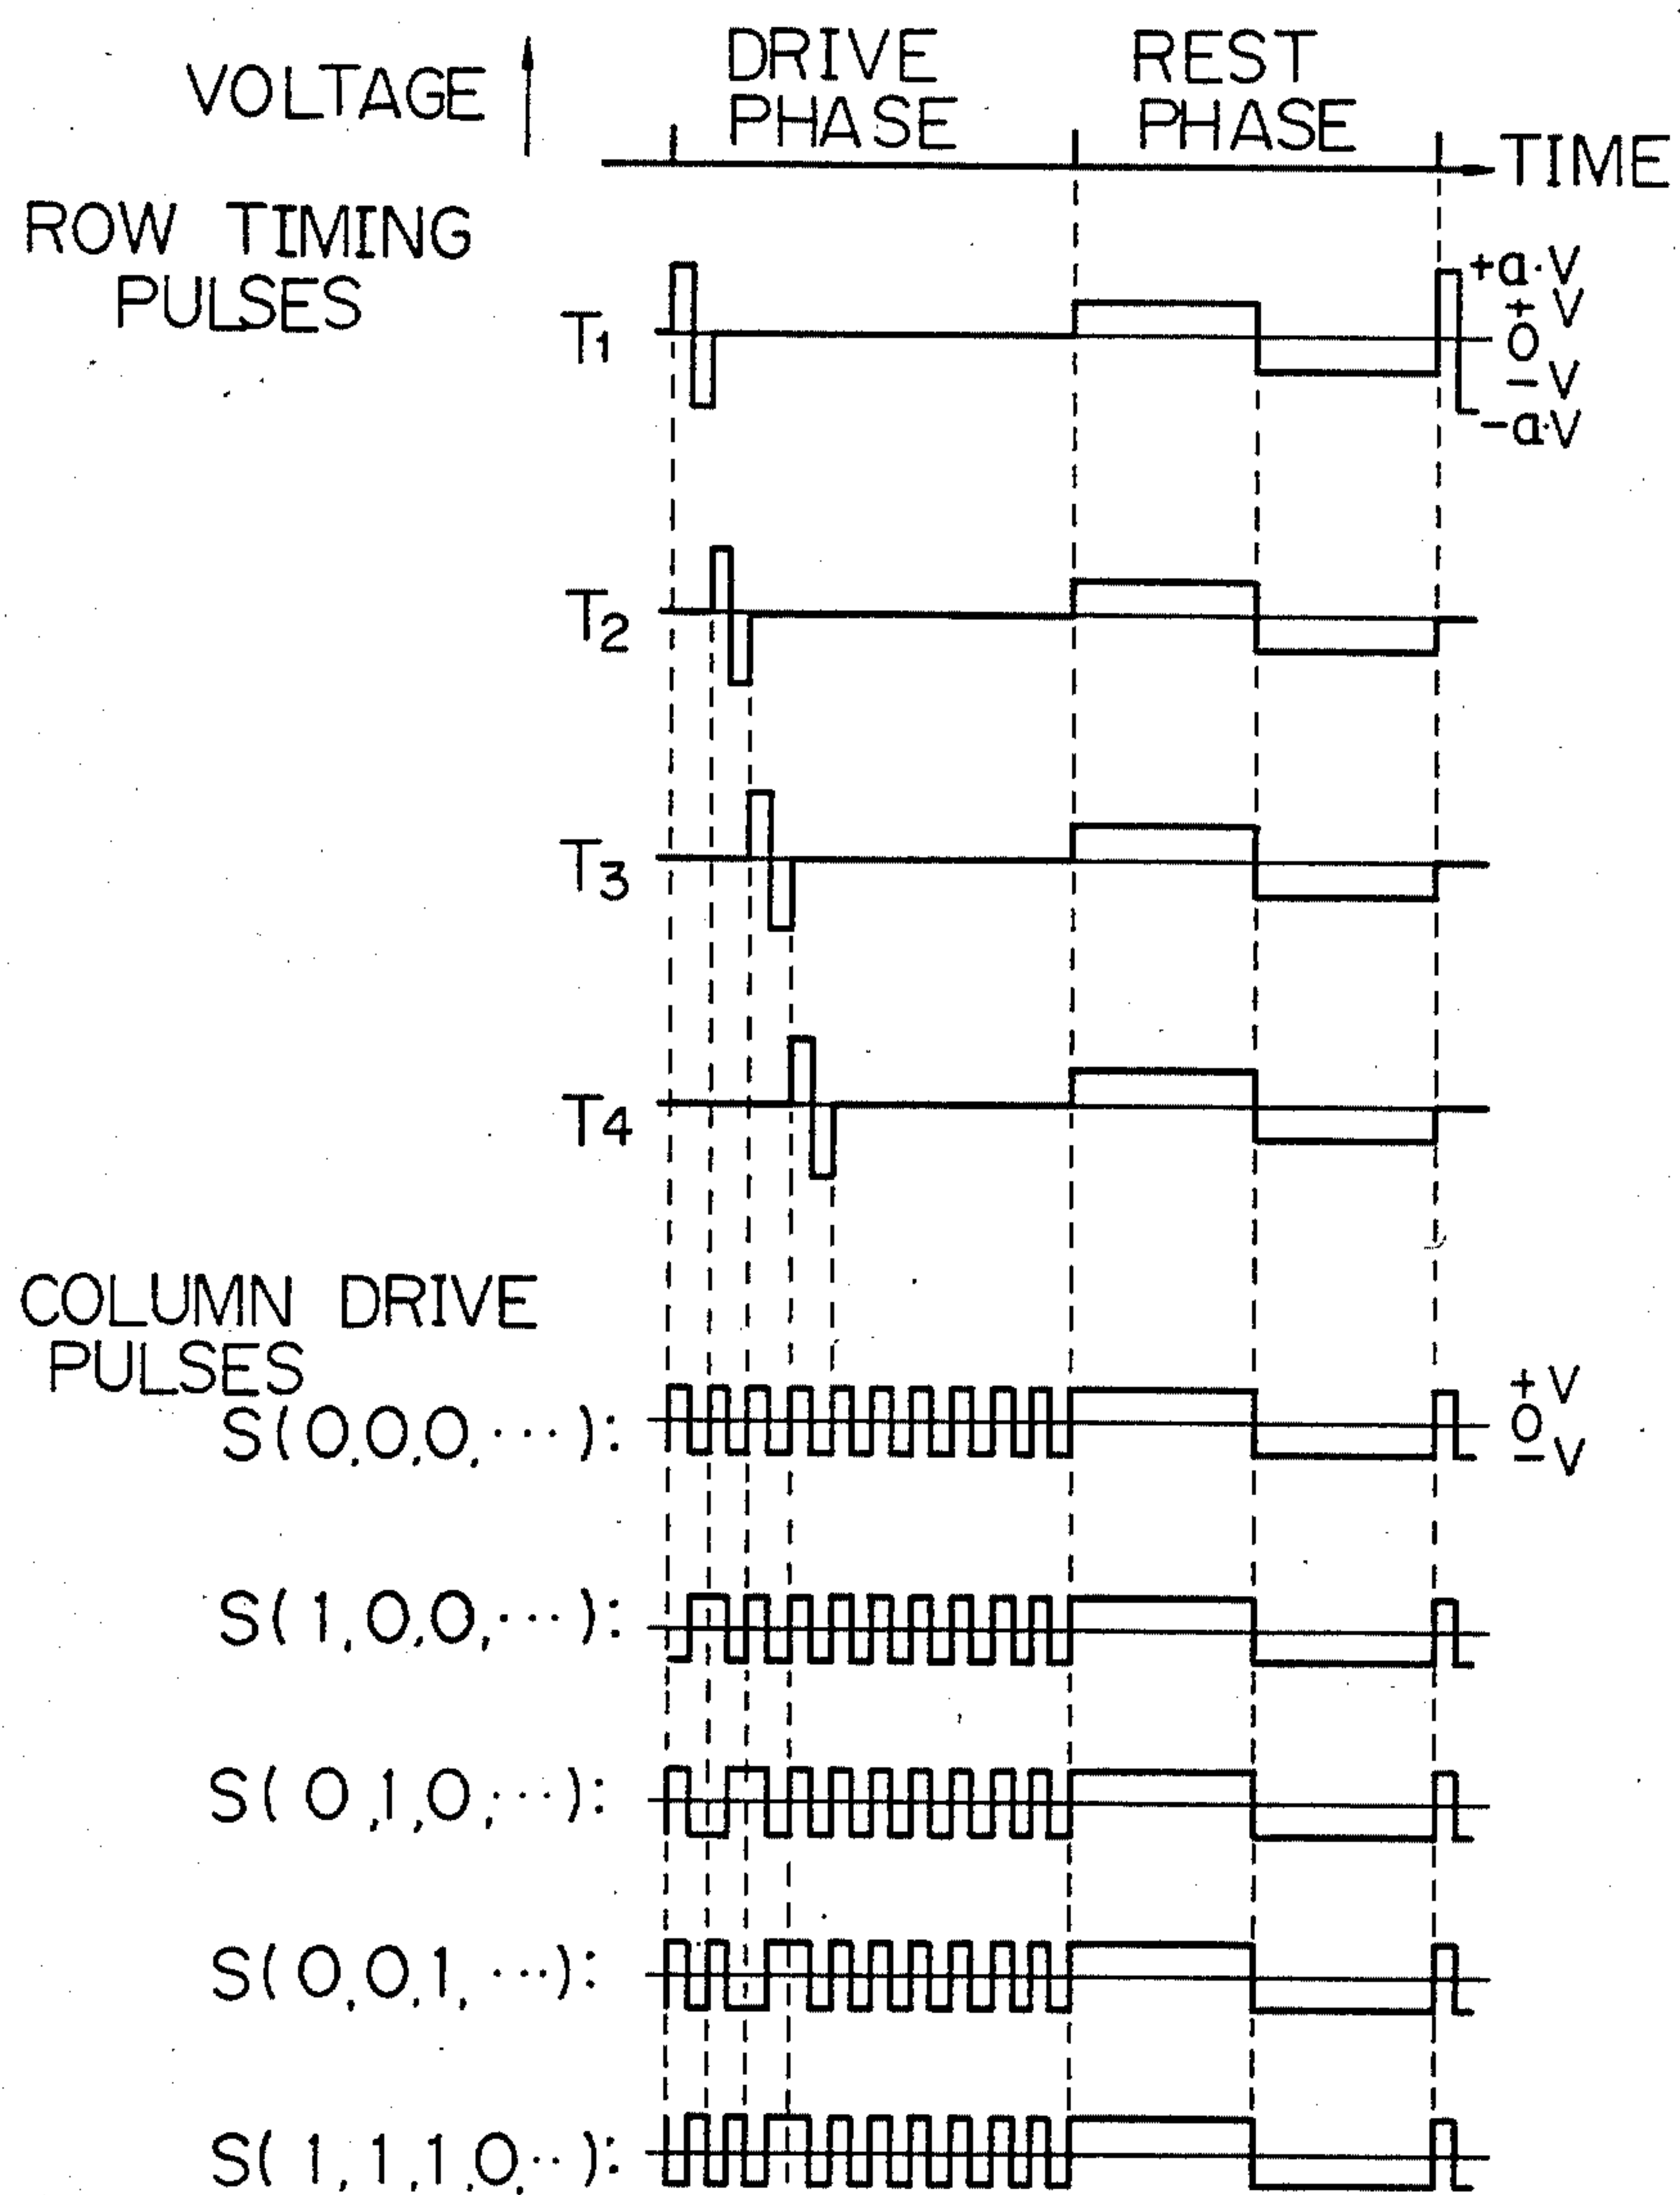 VOLTAGE
DRIVE
PHASE
REST
PHASE
TIME
ROW TIMING
PULSES
T1
+a·V
+V
0
-V
-a·V
T2
T3
T4
COLUMN DRIVE
PULSES
S(0,0,0,···):
+V
0
-V
S(1,0,0,···):
S(0,1,0,···):
S(0,0,1,···):
S(1,1,1,0,··):